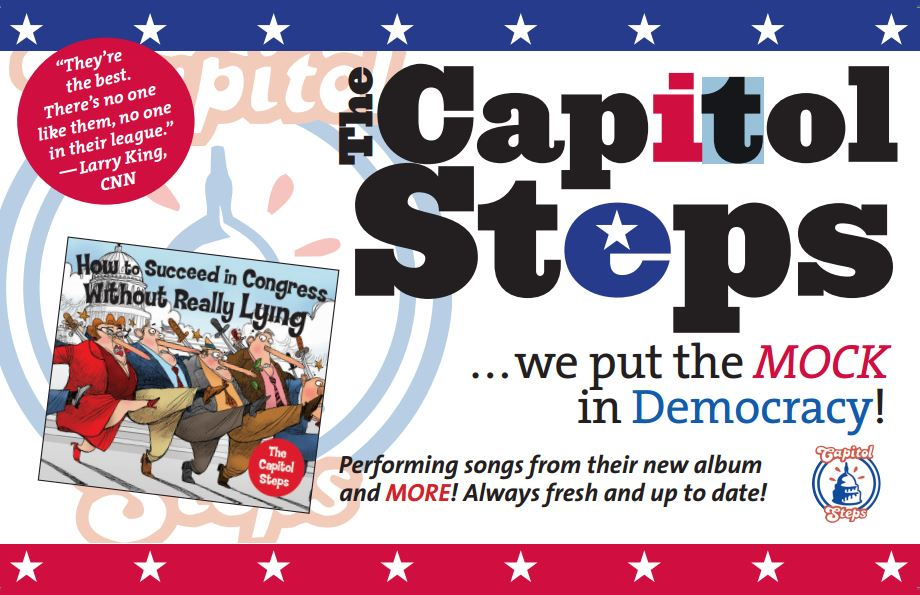 “They’re
the best.
There’s no one
like them, no one
in their league.”
—Larry King,
CNN
The
Capitol
Steps
How to Succeed in Congress
Without Really Lying
The
Capitol
Steps
...we put the MOCK
in Democracy!
Performing songs from their new album
and MORE! Always fresh and up to date!
Capitol
Steps
Capitol
Steps